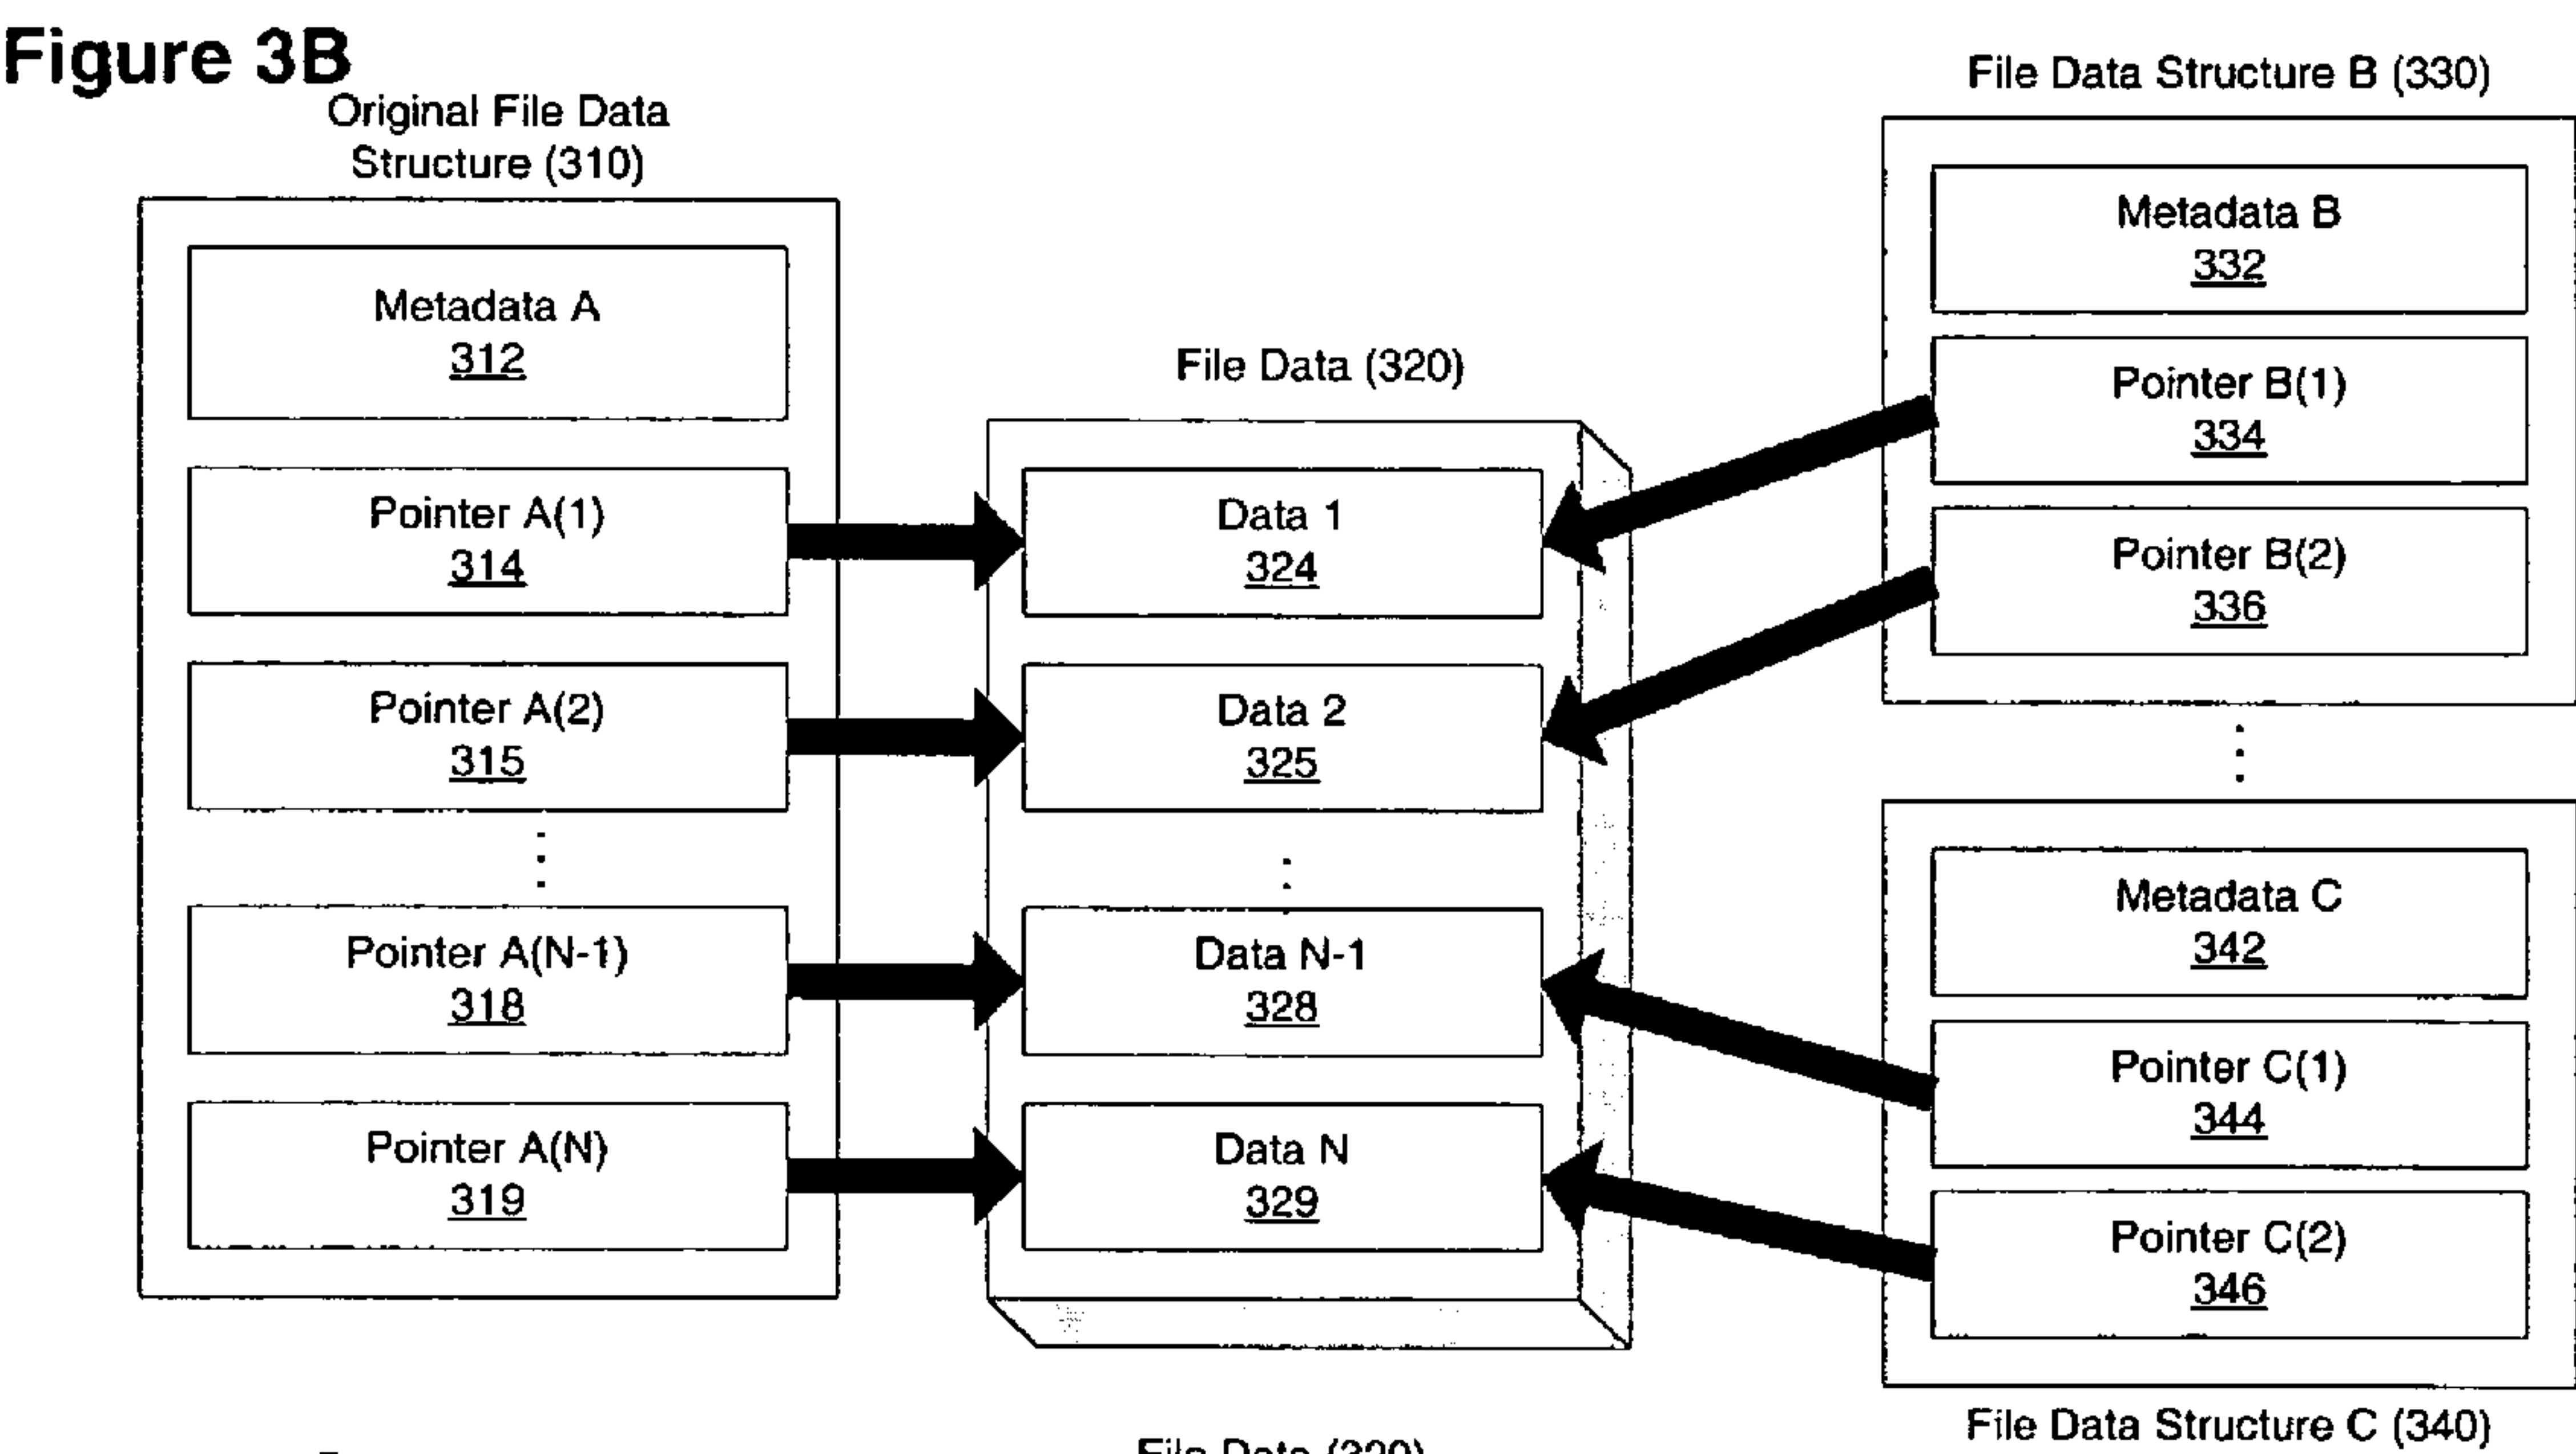 Figure 3B
Original File Data
Structure (310)
Metadata A
312
Pointer A(1)
314
Pointer A(2)
315
Pointer A(N-1)
318
Pointer A(N)
319
File Data (320)
Data 1
324
Data 2
325
Data N-1
328
Data N
329
File Data Structure B (330)
Metadata B
332
Pointer B(1)
334
Pointer B(2)
336
Metadata C
342
Pointer C(1)
344
Pointer C(2)
346
File Data Structure C (340)
File Data (320)